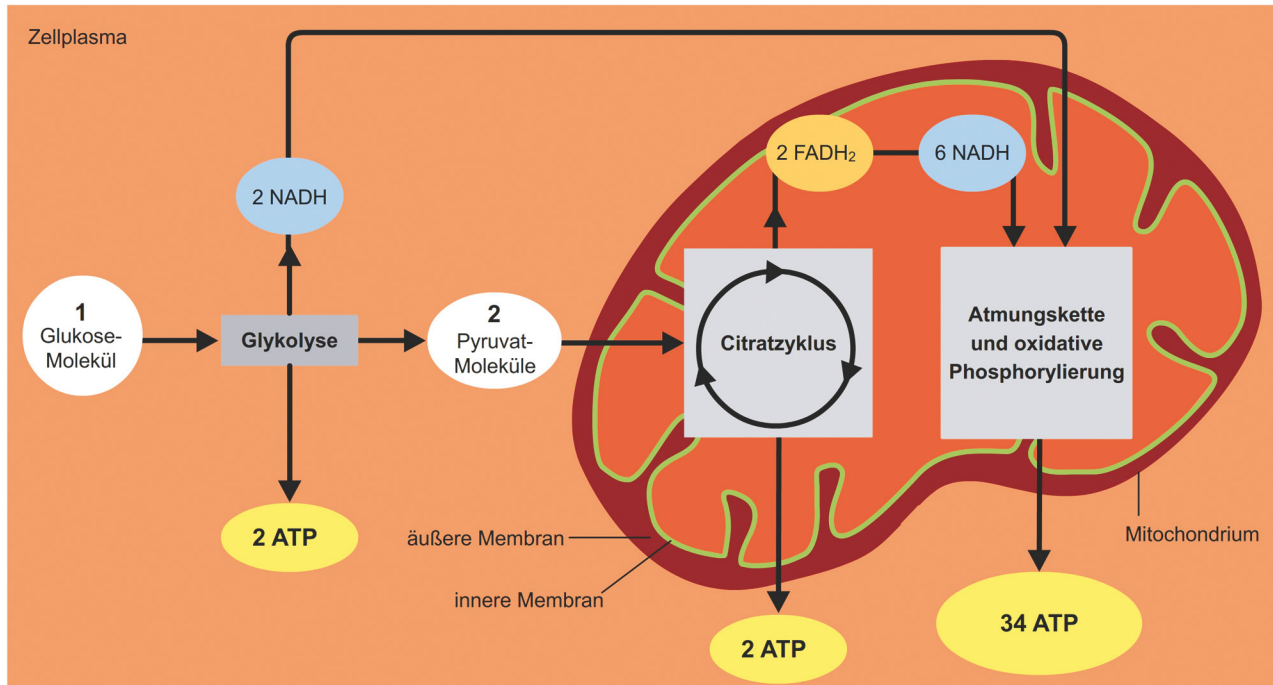 Zellplasma
2 NADH
1
Glukose-
Molekül
Glykolyse
2
Pyruvat-
Moleküle
2 ATP
2 FADH₂
6 NADH
Citratzyklus
Atmungskette
und oxidative
Phosphorylierung
äußere Membran
innere Membran
Mitochondrium
2 ATP
34 ATP